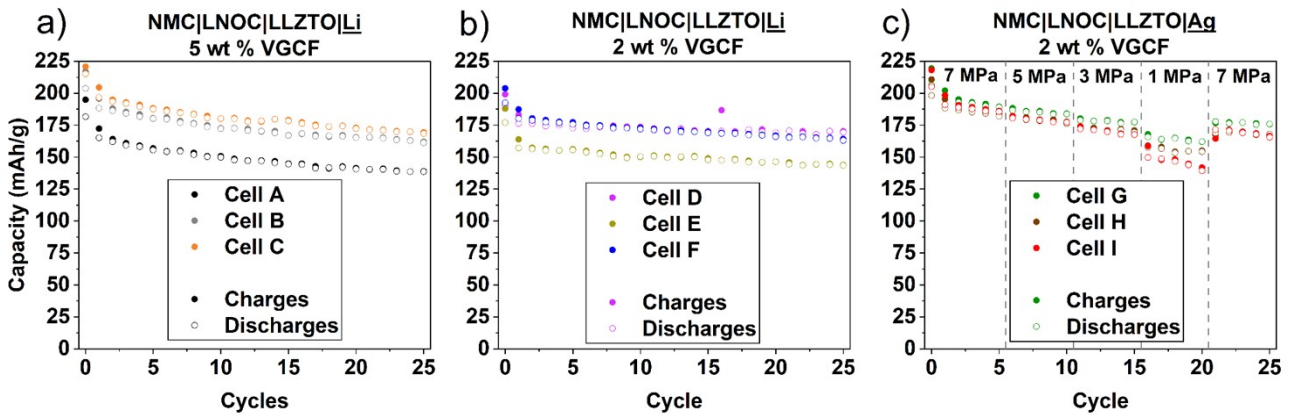 a)
NMC|LNOC|LLZTO|Li
5 wt % VGCF
Capacity (mAh/g)
225
200
175
150
125
100
75
50
25
0
Cell A
Cell B
Cell C
Charges
Discharges
0 5 10 15 20 25
Cycles
b)
NMC|LNOC|LLZTO|Li
2 wt % VGCF
225
200
175
150
125
100
75
50
25
0
Cell D
Cell E
Cell F
Charges
Discharges
0 5 10 15 20 25
Cycle
c)
NMC|LNOC|LLZTO|Ag
2 wt % VGCF
225
200
175
150
125
100
75
50
25
0
7 MPa 5 MPa 3 MPa 1 MPa 7 MPa
Cell G
Cell H
Cell I
Charges
Discharges
0 5 10 15 20 25
Cycle